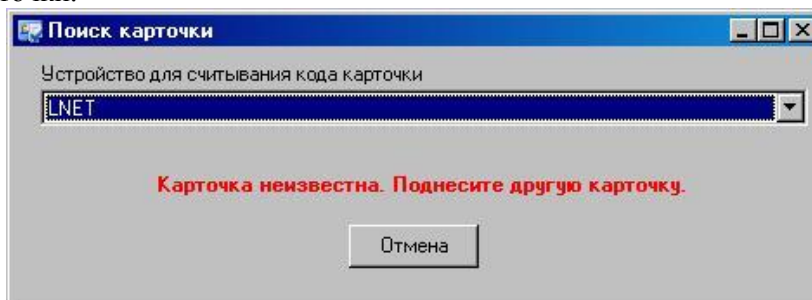 Поиск карточки
Устройство для считывания кода карточки
LNET
Карточка неизвестна. Поднесите другую карточку.
Отмена